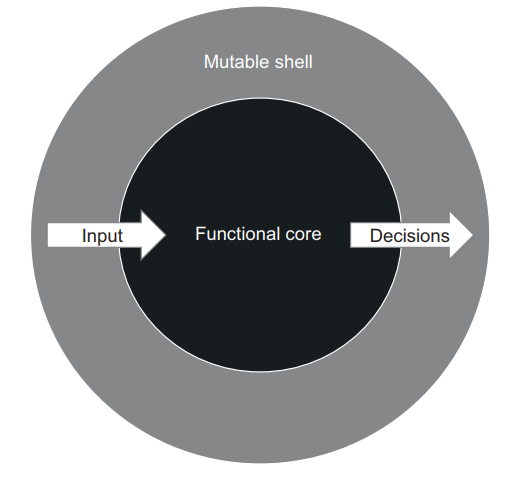 Mutable shell
Input
Functional core
Decisions